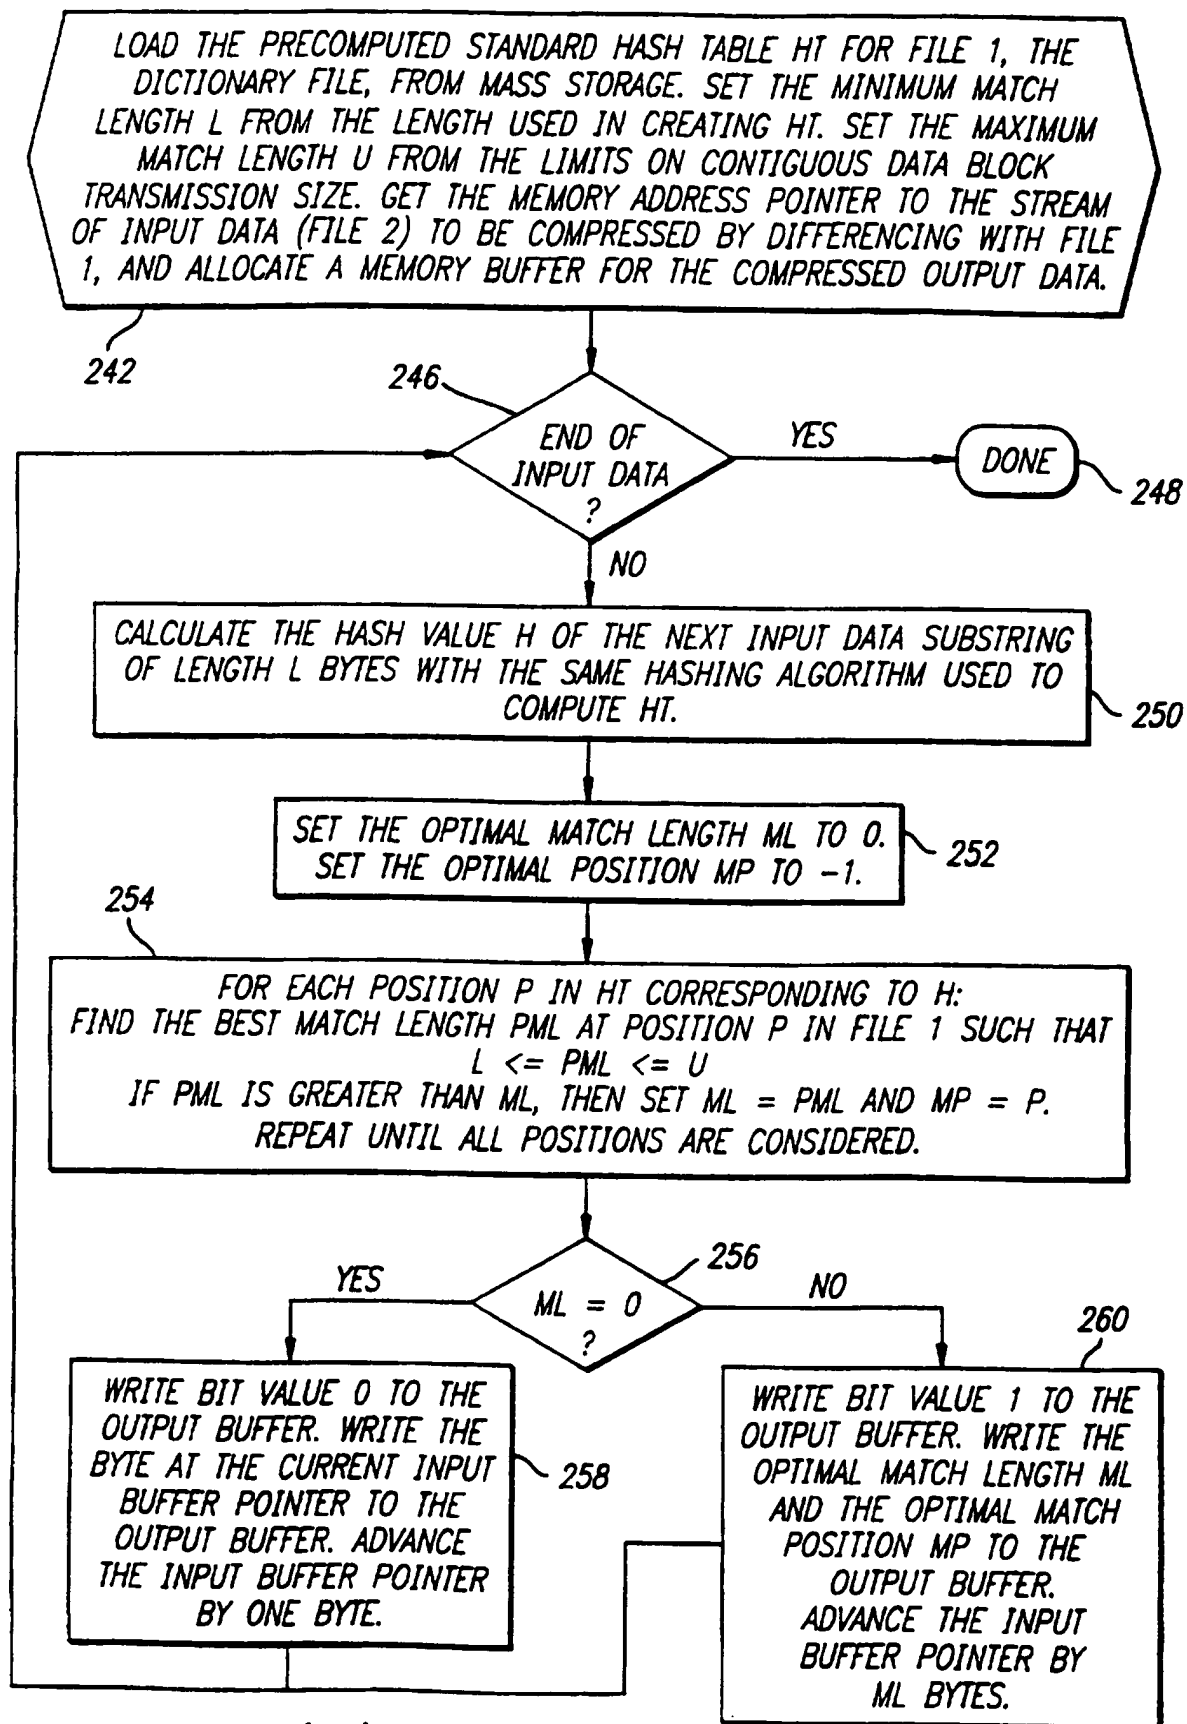 LOAD THE PRECOMPUTED STANDARD HASH TABLE HT FOR FILE 1, THE
DICTIONARY FILE, FROM MASS STORAGE. SET THE MINIMUM MATCH
LENGTH L FROM THE LENGTH USED IN CREATING HT. SET THE MAXIMUM
MATCH LENGTH U FROM THE LIMITS ON CONTIGUOUS DATA BLOCK
TRANSMISSION SIZE. GET THE MEMORY ADDRESS POINTER TO THE STREAM
OF INPUT DATA (FILE 2) TO BE COMPRESSED BY DIFFERENCING WITH FILE
1, AND ALLOCATE A MEMORY BUFFER FOR THE COMPRESSED OUTPUT DATA.
242
246
END OF
INPUT DATA
?
YES
DONE
248
NO
CALCULATE THE HASH VALUE H OF THE NEXT INPUT DATA SUBSTRING
OF LENGTH L BYTES WITH THE SAME HASHING ALGORITHM USED TO
COMPUTE HT.
250
SET THE OPTIMAL MATCH LENGTH ML TO 0.
SET THE OPTIMAL POSITION MP TO -1.
252
254
FOR EACH POSITION P IN HT CORRESPONDING TO H:
FIND THE BEST MATCH LENGTH PML AT POSITION P IN FILE 1 SUCH THAT
L <= PML <= U
IF PML IS GREATER THAN ML, THEN SET ML = PML AND MP = P.
REPEAT UNTIL ALL POSITIONS ARE CONSIDERED.
256
YES
ML = 0
?
NO
260
WRITE BIT VALUE 0 TO THE
OUTPUT BUFFER. WRITE THE
BYTE AT THE CURRENT INPUT
BUFFER POINTER TO THE
OUTPUT BUFFER. ADVANCE
THE INPUT BUFFER POINTER
BY ONE BYTE.
258
WRITE BIT VALUE 1 TO THE
OUTPUT BUFFER. WRITE THE
OPTIMAL MATCH LENGTH ML
AND THE OPTIMAL MATCH
POSITION MP TO THE
OUTPUT BUFFER.
ADVANCE THE INPUT
BUFFER POINTER BY
ML BYTES.